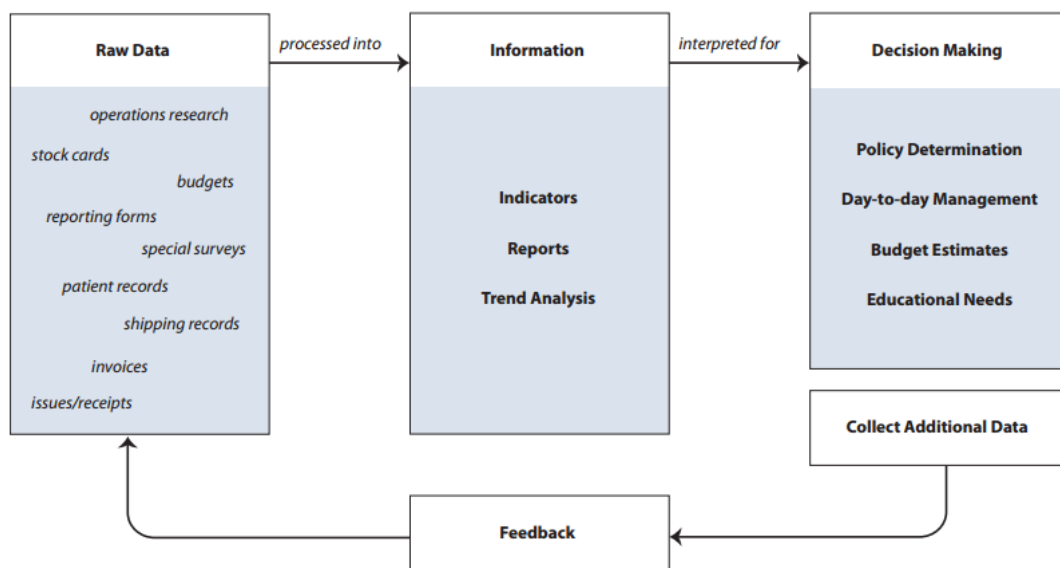 Raw Data
processed into
Information
interpreted for
Decision Making
operations research
stock cards
budgets
reporting forms
special surveys
patient records
shipping records
invoices
issues/receipts
Indicators
Reports
Trend Analysis
Policy Determination
Day-to-day Management
Budget Estimates
Educational Needs
Collect Additional Data
Feedback